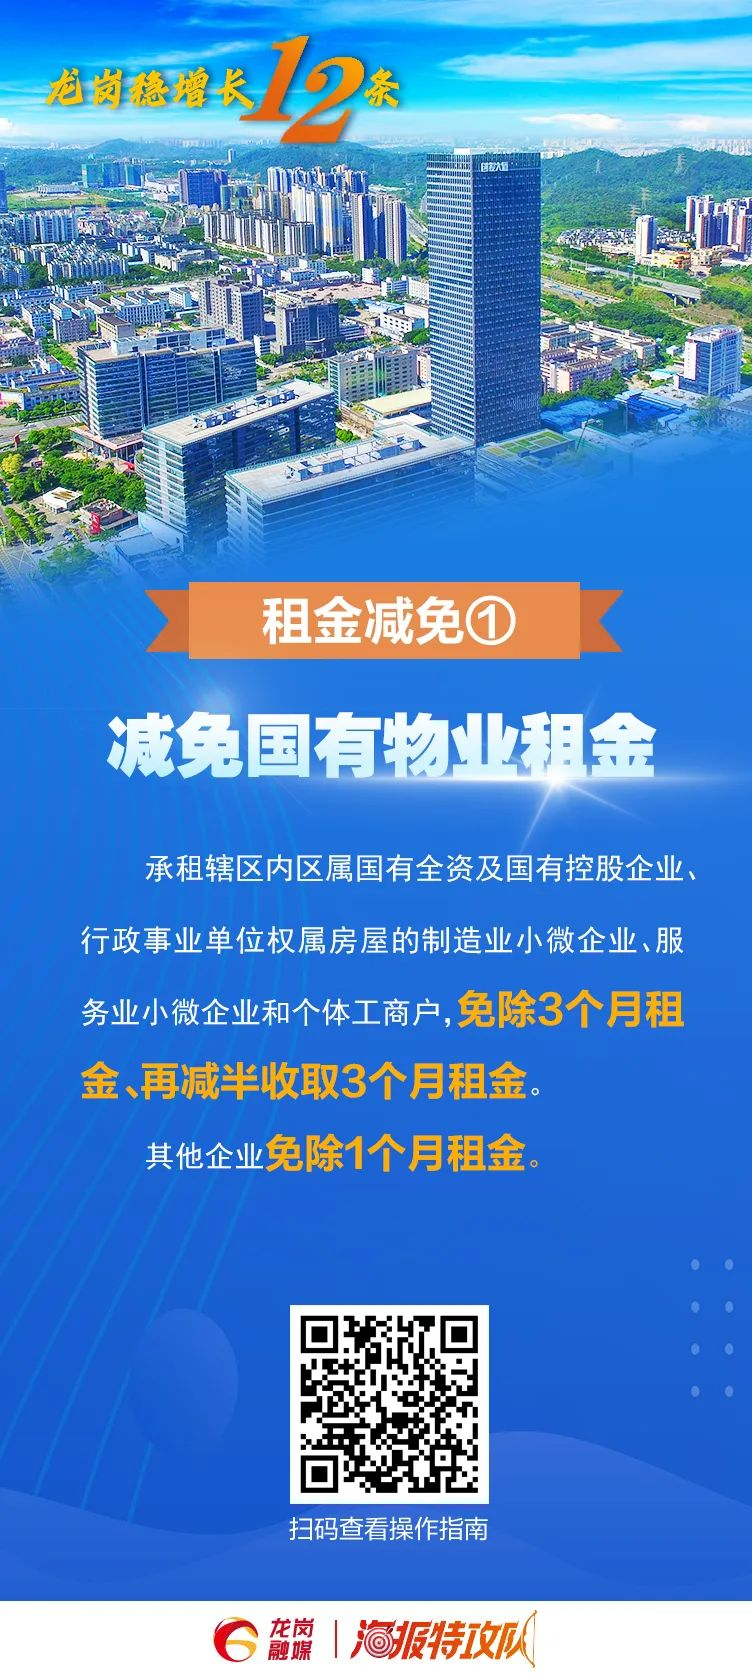 龙岗稳增长12条
创投大厦
租金减免①
减免国有物业租金
承租辖区内区属国有全资及国有控股企业、
行政事业单位权属房屋的制造业小微企业、服
务业小微企业和个体工商户,免除3个月租
金、再减半收取3个月租金。
其他企业免除1个月租金。
扫码查看操作指南
龙岗
融媒
海报特攻队